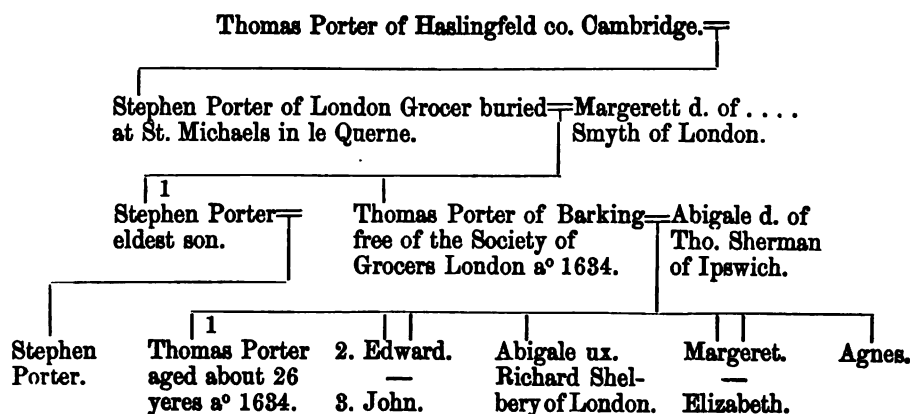 Thomas Porter of Haslingfeld co. Cambridge.
Stephen Porter of London Grocer buried
at St. Michaels in le Querne.
Margerett d. of . . . .
Smyth of London.
1
Stephen Porter
eldest son.
Thomas Porter of Barking
free of the Society of
Grocers London aº 1634.
Abigale d. of
Tho. Sherman
of Ipswich.
Stephen
Porter.
1
Thomas Porter
aged about 26
yeres aº 1634.
2. Edward.
—
3. John.
Abigale ux.
Richard Shel-
bery of London.
Margeret.
—
Elizabeth.
Agnes.